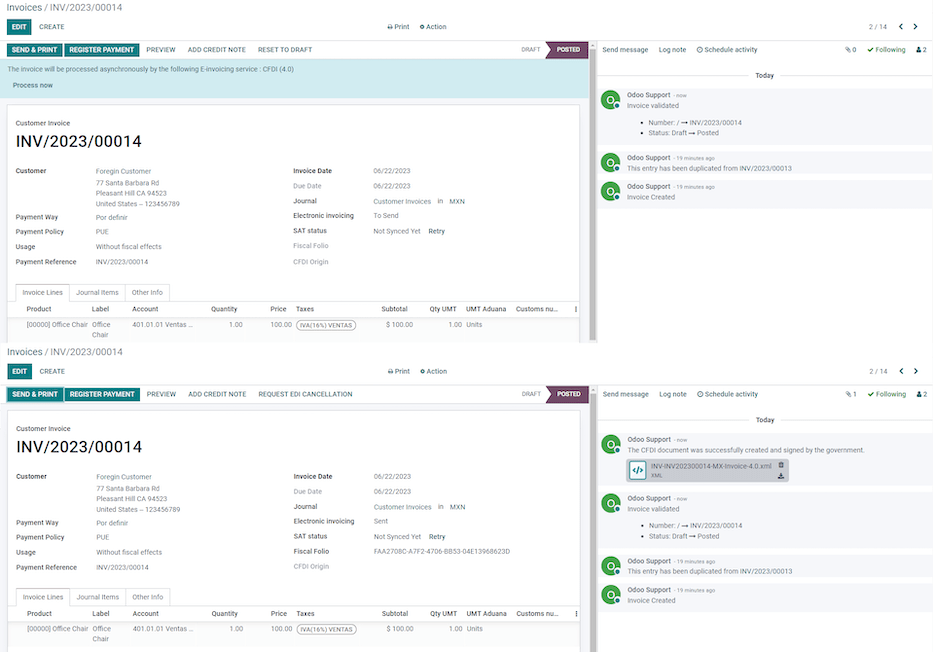 Invoices / INV/2023/00014
EDIT CREATE Print Action 2 / 14
SEND & PRINT REGISTER PAYMENT PREVIEW ADD CREDIT NOTE RESET TO DRAFT DRAFT POSTED
Send message Log note Schedule activity 0 Following 2
The invoice will be processed asynchronously by the following E-invoicing service : CFDI (4.0)
Process now
Customer Invoice
INV/2023/00014
Customer Foregin Customer
77 Santa Barbara Rd
Pleasant Hill CA 94523
United States – 123456789
Payment Way Por definir
Payment Policy PUE
Usage Without fiscal effects
Payment Reference INV/2023/00014
Invoice Date 06/22/2023
Due Date 06/22/2023
Journal Customer Invoices in MXN
Electronic invoicing To Send
SAT status Not Synced Yet Retry
Fiscal Folio
CFDI Origin
Invoice Lines Journal Items Other Info
Product Label Account Quantity Price Taxes Subtotal Qty UMT UMT Aduana Customs nu...
[00000] Office Chair Office Chair 401.01.01 Ventas ... 1.00 100.00 IVA(16%) VENTAS $ 100.00 1.00 Units
Today
Odoo Support - now
Invoice validated
Number: / → INV/2023/00014
Status: Draft → Posted
Odoo Support - 19 minutes ago
This entry has been duplicated from INV/2023/00013
Odoo Support - 19 minutes ago
Invoice Created
Invoices / INV/2023/00014
EDIT CREATE Print Action 2 / 14
SEND & PRINT REGISTER PAYMENT PREVIEW ADD CREDIT NOTE REQUEST EDI CANCELLATION DRAFT POSTED
Send message Log note Schedule activity 1 Following 2
Customer Invoice
INV/2023/00014
Customer Foregin Customer
77 Santa Barbara Rd
Pleasant Hill CA 94523
United States – 123456789
Payment Way Por definir
Payment Policy PUE
Usage Without fiscal effects
Payment Reference INV/2023/00014
Invoice Date 06/22/2023
Due Date 06/22/2023
Journal Customer Invoices in MXN
Electronic invoicing Sent
SAT status Not Synced Yet Retry
Fiscal Folio FAA2708C-A7F2-4706-BB53-04E13968623D
CFDI Origin
Invoice Lines Journal Items Other Info
Product Label Account Quantity Price Taxes Subtotal Qty UMT UMT Aduana Customs nu...
[00000] Office Chair Office Chair 401.01.01 Ventas ... 1.00 100.00 IVA(16%) VENTAS $ 100.00 1.00 Units
Today
Odoo Support - now
The CFDI document was successfully created and signed by the government.
INV-INV202300014-MX-Invoice-4.0.xml
XML
Odoo Support - now
Invoice validated
Number: / → INV/2023/00014
Status: Draft → Posted
Odoo Support - 19 minutes ago
This entry has been duplicated from INV/2023/00013
Odoo Support - 19 minutes ago
Invoice Created